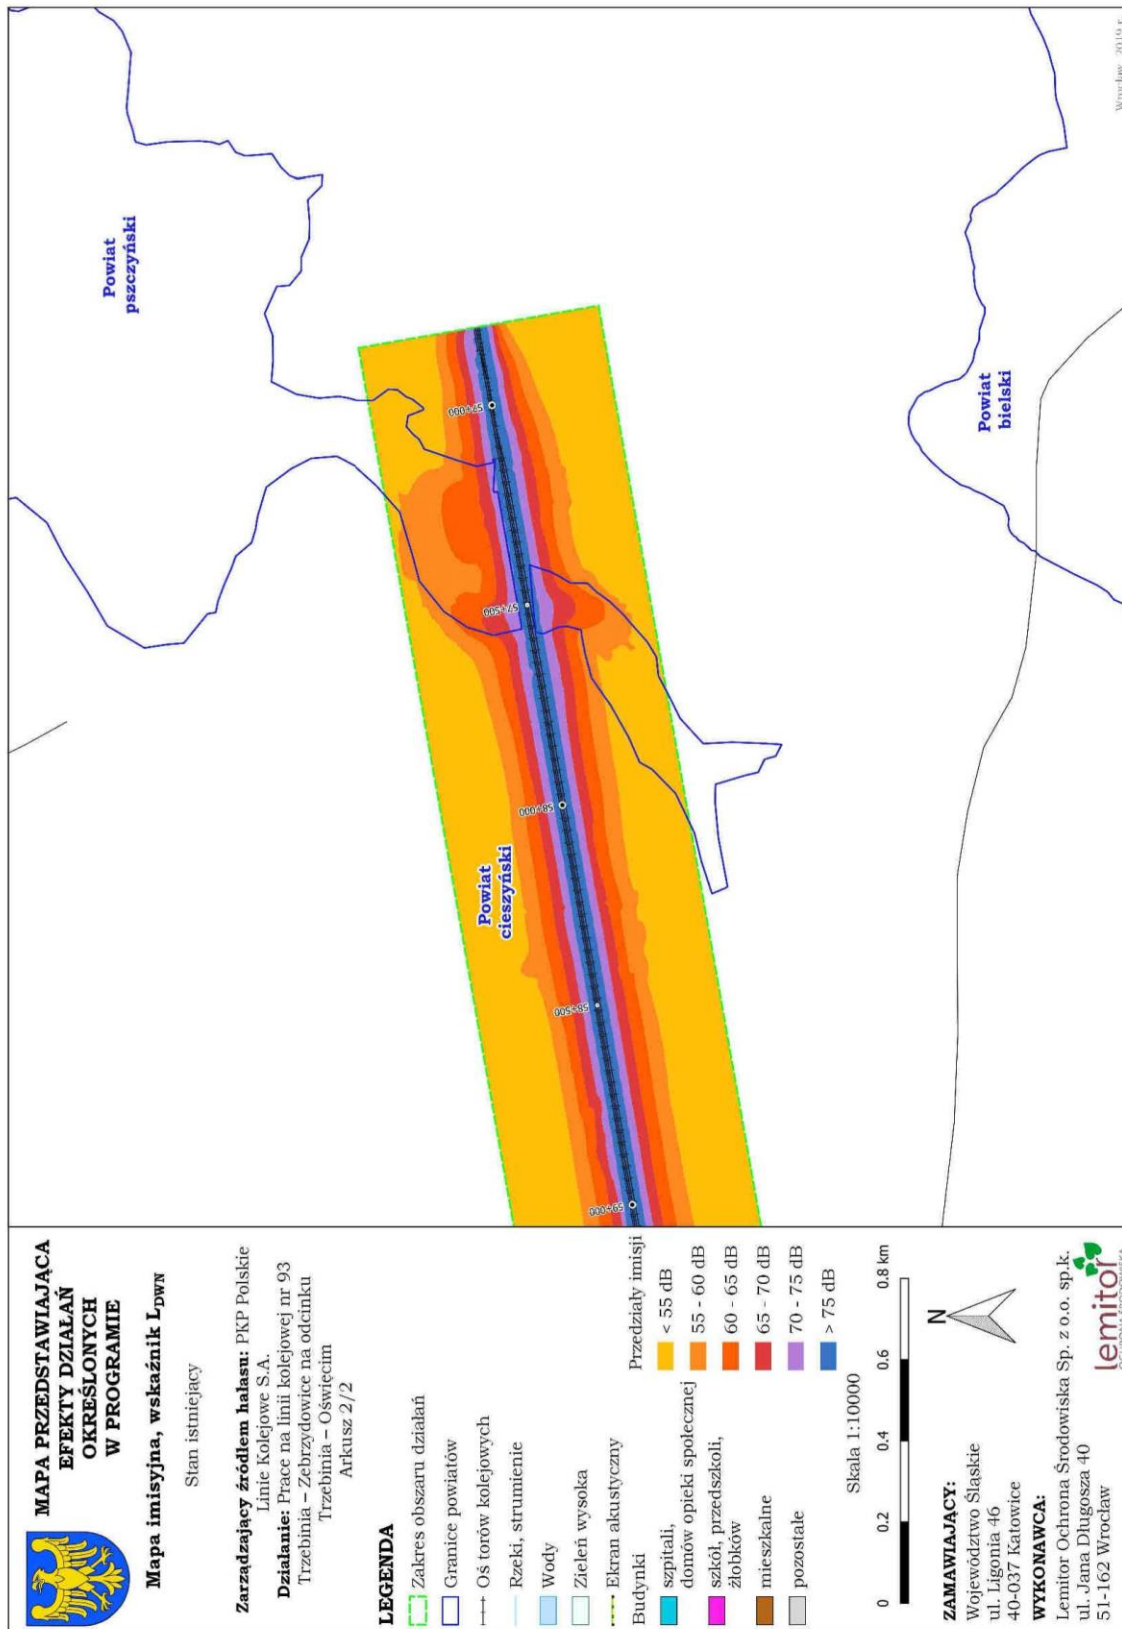 MAPA PRZEDSTAWIAJĄCA
EFEKTY DZIAŁAŃ
OKREŚLONYCH
W PROGRAMIE
Mapa imisyjna, wskaźnik LDWN
Stan istniejacy
Zarządzający źródłem hałasu: PKP Polskie
Linie Kolejowe S.A.
Działanie: Prace na linii kolejowej nr 93
Trzebinia – Zebrzydowice na odcinku
Trzebinia – Oświęcim
Arkusz 2/2
LEGENDA
Zakres obszaru działań
Granice powiatów
Oś torów kolejowych
Rzeki, strumienie
Wody
Zieleń wysoka
Ekran akustyczny
Budynki
szpitali,
domów opieki społecznej
szkół, przedszkoli,
żłobków
mieszkalne
pozostałe
Przedziały imisji
< 55 dB
55 - 60 dB
60 - 65 dB
65 - 70 dB
70 - 75 dB
> 75 dB
Skala 1:10000
0 0.2 0.4 0.6 0.8 km
N
ZAMAWIAJĄCY:
Województwo Śląskie
ul. Ligonia 46
40-037 Katowice
WYKONAWCA:
Lemitor Ochrona Środowiska Sp. z o.o. sp.k.
ul. Jana Długosza 40
51-162 Wrocław
lemitor
OCHRONA ŚRODOWISKA
Powiat
pszczyński
Powiat
cieszyński
Powiat
bielski
57+000
57+500
58+000
58+500
59+000
Wrocław, 2019 r.